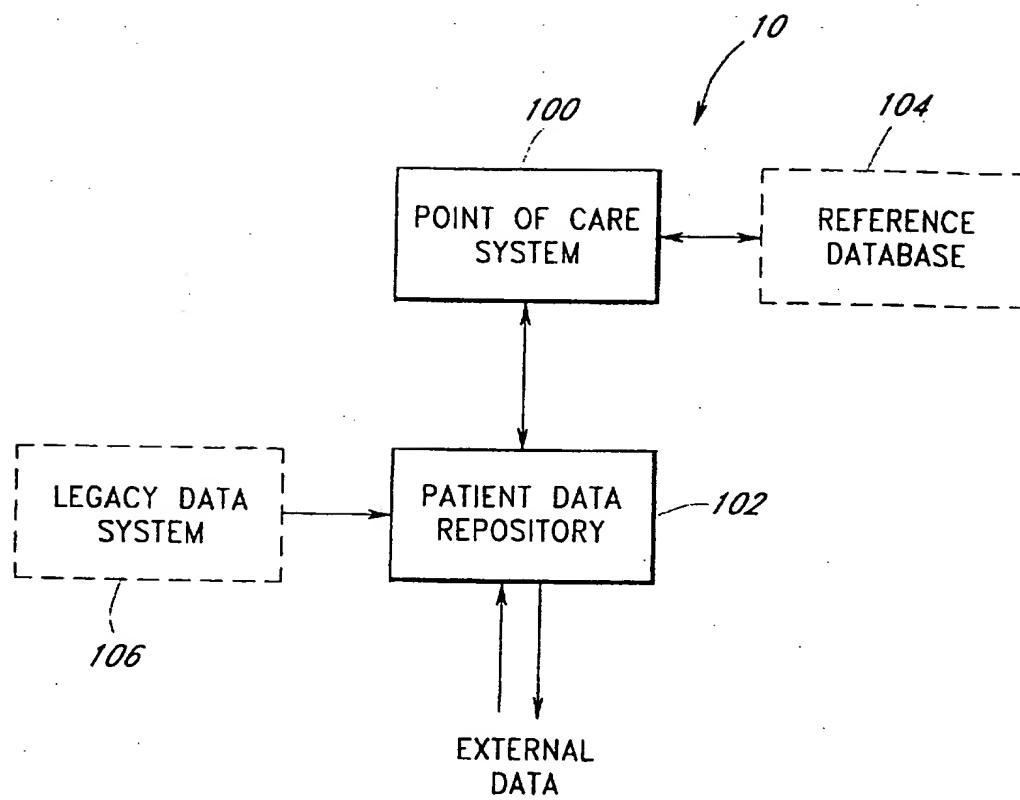 10
100
104
POINT OF CARE
SYSTEM
REFERENCE
DATABASE
LEGACY DATA
SYSTEM
PATIENT DATA
REPOSITORY
102
106
EXTERNAL
DATA